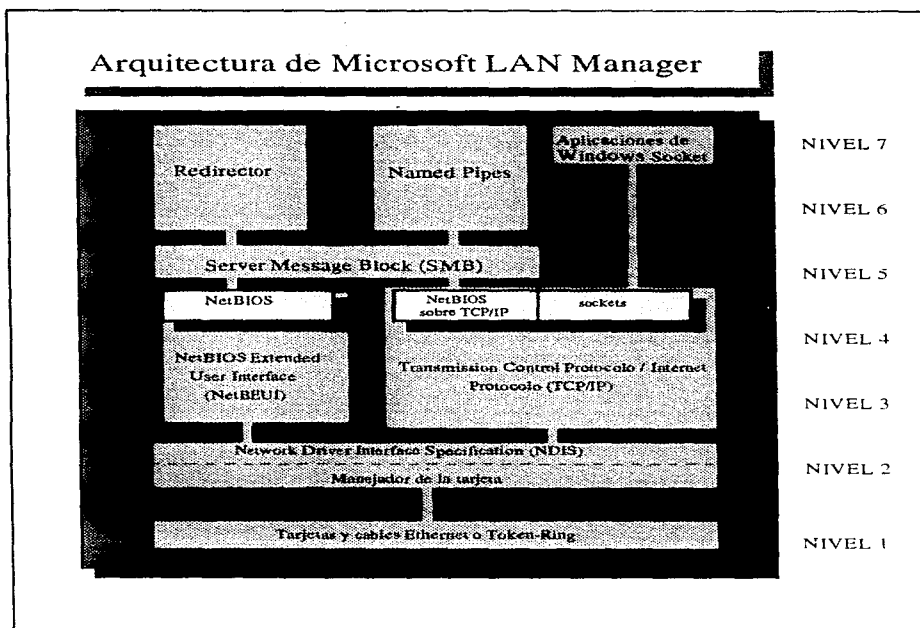 Arquitectura de Microsoft LAN Manager
Redirector
Named Pipes
Aplicaciones de
Windows Socket
NIVEL 7
NIVEL 6
Server Message Block (SMB)
NIVEL 5
NetBIOS
NetBIOS
sobre TCP/IP
sockets
NIVEL 4
NetBIOS Extended
User Interface
(NetBEUI)
Transmission Control Protocolo / Internet
Protocolo (TCP/IP)
NIVEL 3
Network Driver Interface Specification (NDIS)
Manejador de la tarjeta
NIVEL 2
Tarjetas y cables Ethernet o Token-Ring
NIVEL 1